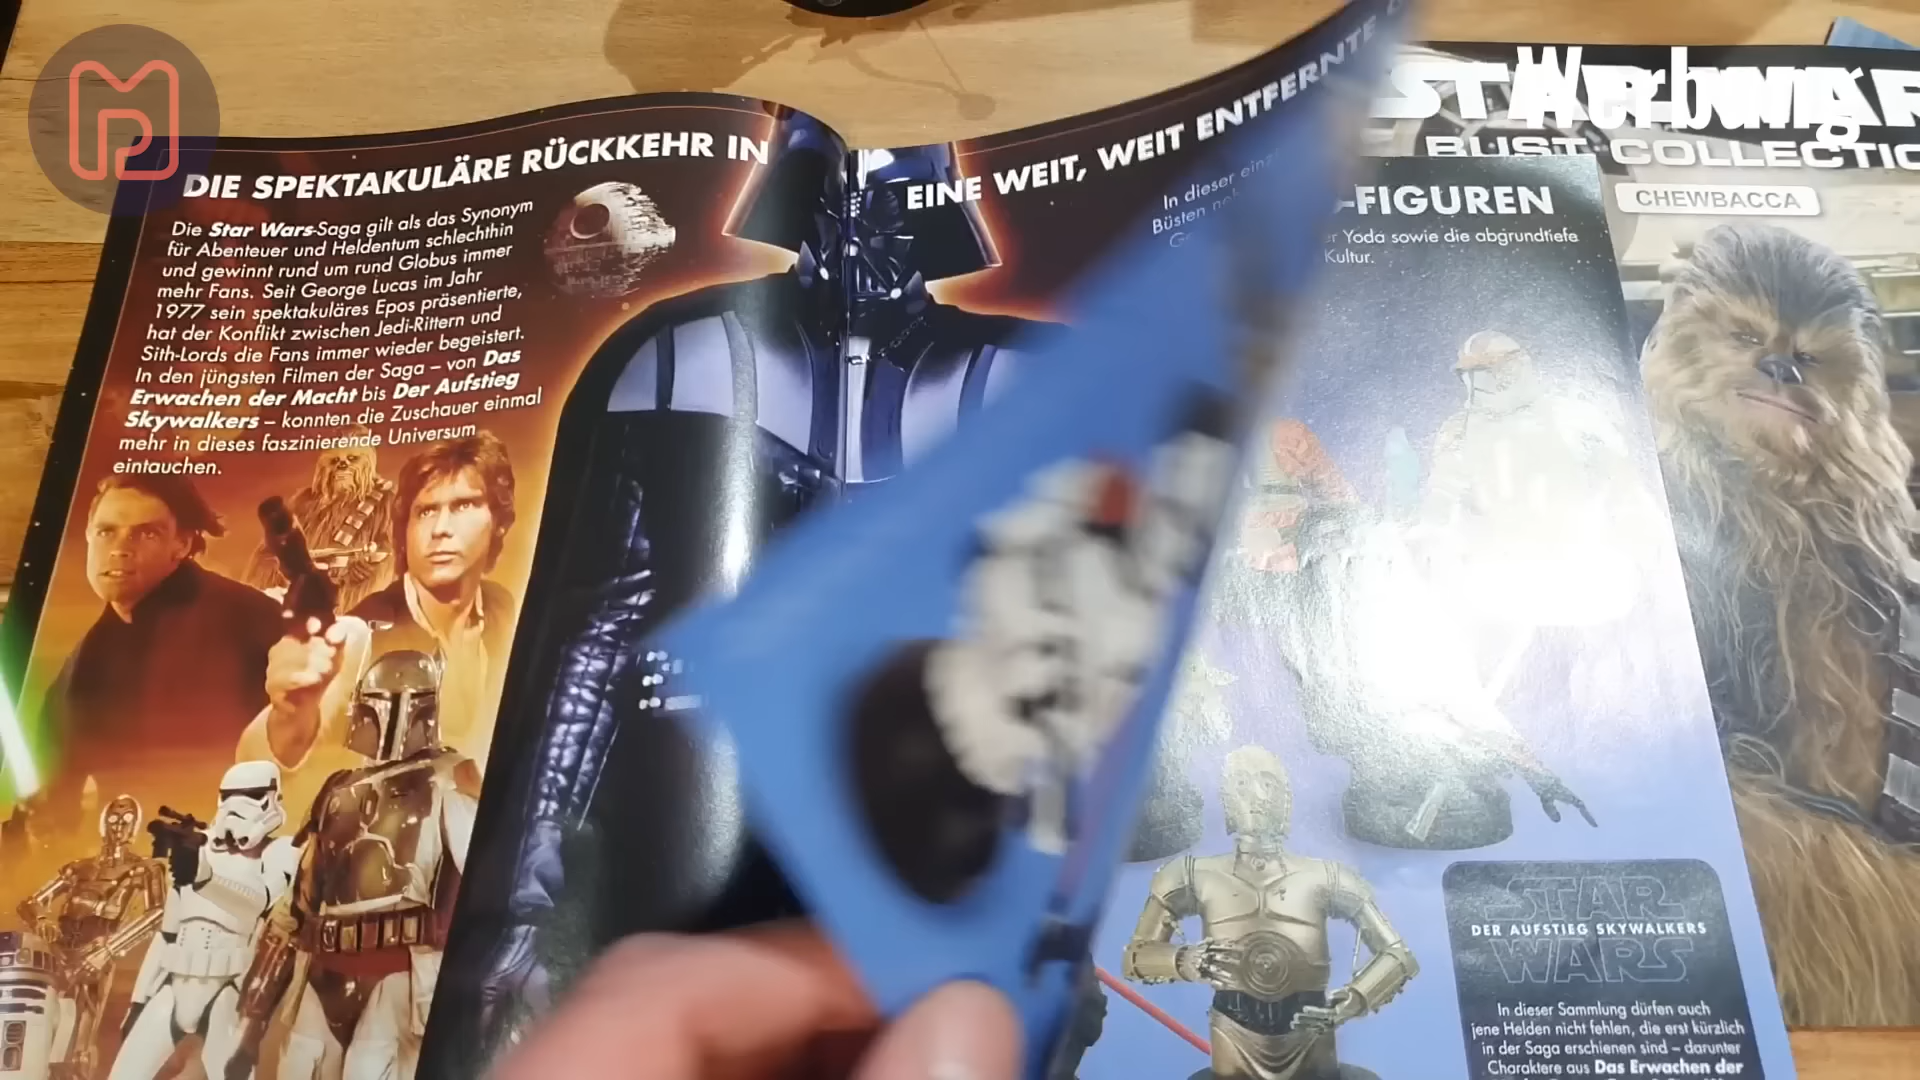 Werbung
DIE SPEKTAKULÄRE RÜCKKEHR IN
Die Star Wars-Saga gilt als das Synonym
für Abenteuer und Heldentum schlechthin
und gewinnt rund um rund Globus immer
mehr Fans. Seit George Lucas im Jahr
1977 sein spektakuläres Epos präsentierte,
hat der Konflikt zwischen Jedi-Rittern und
Sith-Lords die Fans immer wieder begeistert.
In den jüngsten Filmen der Saga – von Das
Erwachen der Macht bis Der Aufstieg
Skywalkers – konnten die Zuschauer einmal
mehr in dieses faszinierende Universum
eintauchen.
EINE WEIT, WEIT ENTFERNTE
In dieser
Büsten
-FIGUREN
Yoda sowie die abgrundtiefe
Kultur.
STAR WARS
BUST COLLECTIO
CHEWBACCA
STAR
DER AUFSTIEG SKYWALKERS
WARS
In dieser Sammlung dürfen auch
jene Helden nicht fehlen, die erst kürzlich
in der Saga erschienen sind – darunter
Charaktere aus Das Erwachen der